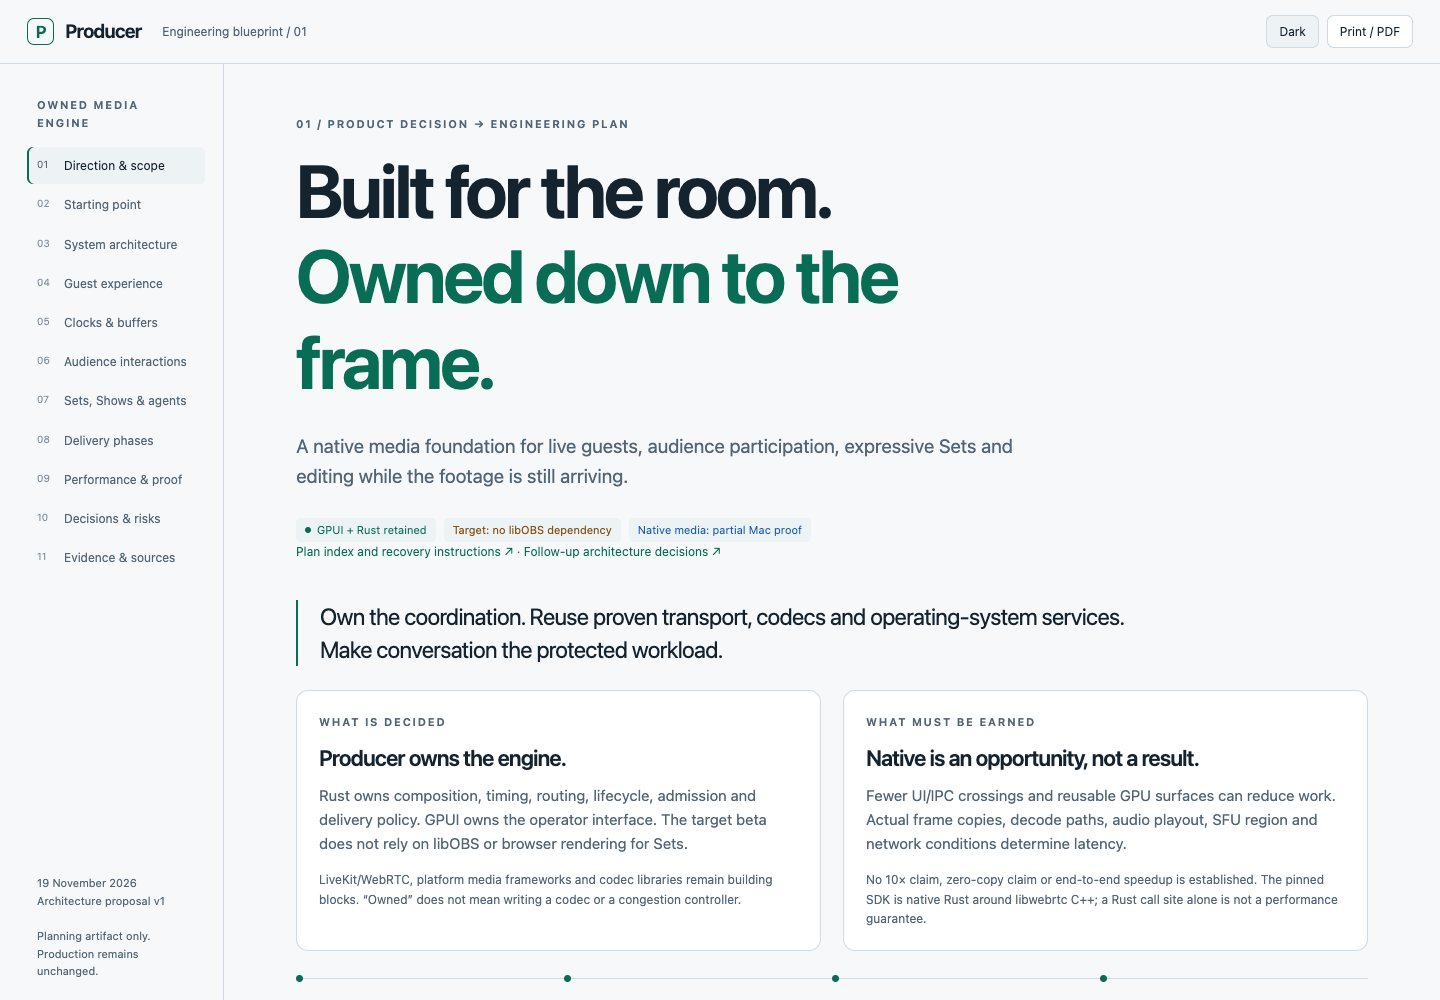 P Producer Engineering blueprint / 01
Dark
Print / PDF
OWNED MEDIA
ENGINE
01 Direction & scope
02 Starting point
03 System architecture
04 Guest experience
05 Clocks & buffers
06 Audience interactions
07 Sets, Shows & agents
08 Delivery phases
09 Performance & proof
10 Decisions & risks
11 Evidence & sources
19 November 2026
Architecture proposal v1
Planning artifact only.
Production remains
unchanged.
01 / PRODUCT DECISION → ENGINEERING PLAN
Built for the room.
Owned down to the
frame.
A native media foundation for live guests, audience participation, expressive Sets and
editing while the footage is still arriving.
GPUI + Rust retained
Target: no libOBS dependency
Native media: partial Mac proof
Plan index and recovery instructions ↗ · Follow-up architecture decisions ↗
Own the coordination. Reuse proven transport, codecs and operating-system services.
Make conversation the protected workload.
WHAT IS DECIDED
Producer owns the engine.
Rust owns composition, timing, routing, lifecycle, admission and
delivery policy. GPUI owns the operator interface. The target beta
does not rely on libOBS or browser rendering for Sets.
LiveKit/WebRTC, platform media frameworks and codec libraries remain building
blocks. “Owned” does not mean writing a codec or a congestion controller.
WHAT MUST BE EARNED
Native is an opportunity, not a result.
Fewer UI/IPC crossings and reusable GPU surfaces can reduce work.
Actual frame copies, decode paths, audio playout, SFU region and
network conditions determine latency.
No 10× claim, zero-copy claim or end-to-end speedup is established. The pinned
SDK is native Rust around libwebrtc C++; a Rust call site alone is not a performance
guarantee.